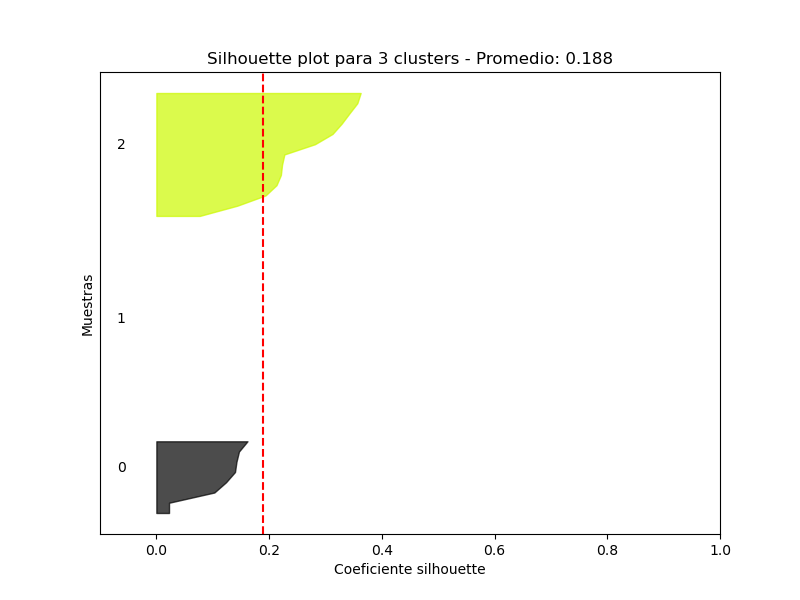 Silhouette plot para 3 clusters - Promedio: 0.188
Muestras
2
1
0
0.0 0.2 0.4 0.6 0.8 1.0
Coeficiente silhouette